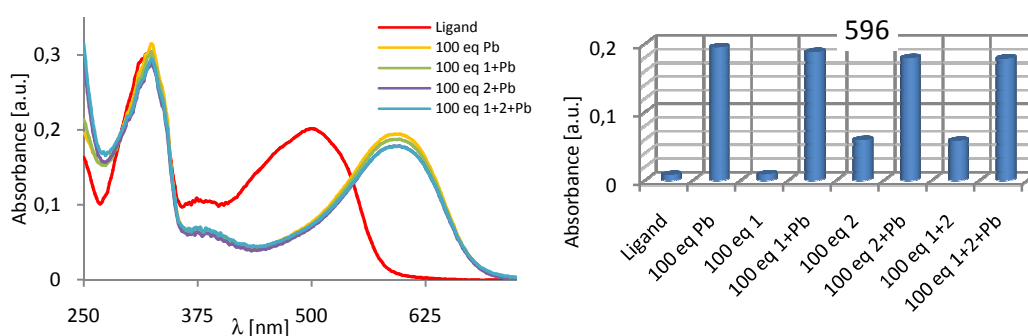 Absorbance [a.u.]
0,3
0,2
0,1
0
250
375
500
625
λ [nm]
Ligand
100 eq Pb
100 eq 1+Pb
100 eq 2+Pb
100 eq 1+2+Pb
596
Absorbance [a.u.]
0,2
0,1
0
Ligand
100 eq Pb
100 eq 1
100 eq 1+Pb
100 eq 2
100 eq 2+Pb
100 eq 1+2
100 eq 1+2+Pb